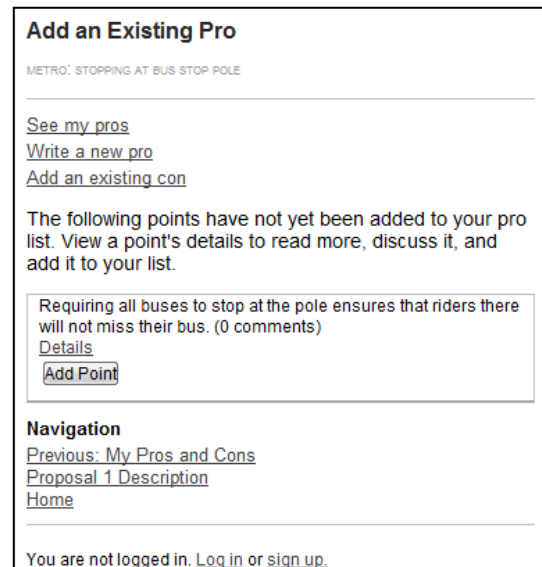 Add an Existing Pro
METRO: STOPPING AT BUS STOP POLE
See my pros
Write a new pro
Add an existing con
The following points have not yet been added to your pro
list. View a point's details to read more, discuss it, and
add it to your list.
Requiring all buses to stop at the pole ensures that riders there
will not miss their bus. (0 comments)
Details
Add Point
Navigation
Previous: My Pros and Cons
Proposal 1 Description
Home
You are not logged in. Log in or sign up.